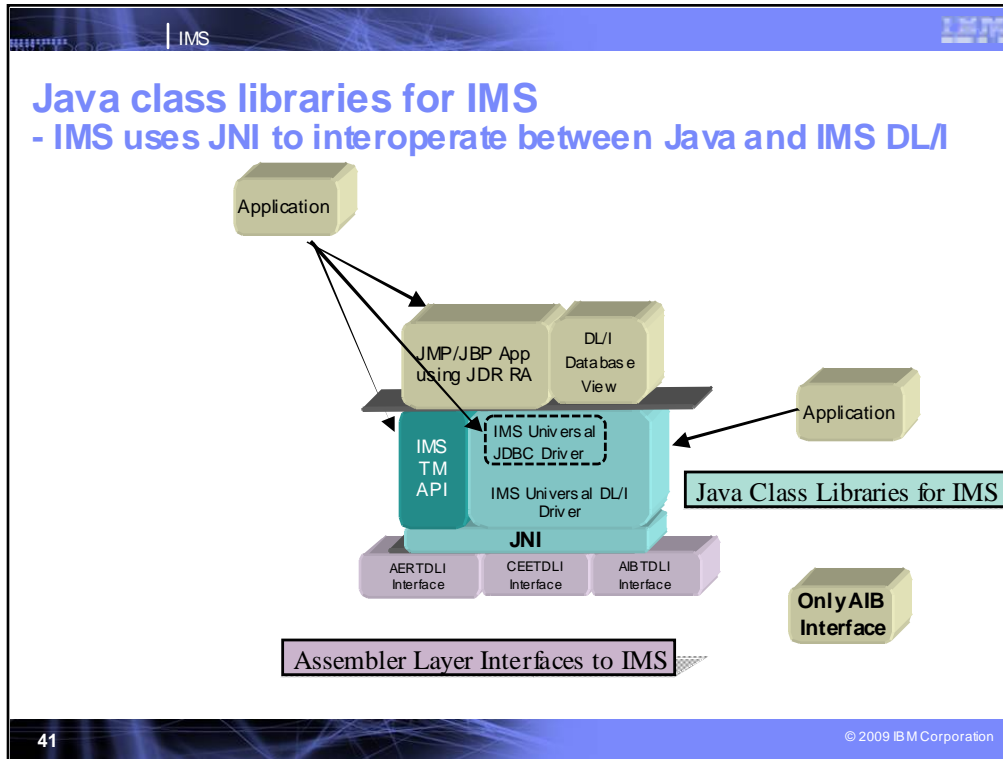 IMS
IBM
Java class libraries for IMS
- IMS uses JNI to interoperate between Java and IMS DL/I
Application
JMP/JBP App
using JDR RA
DL/I
Database
View
Application
IMS
TM
API
IMS Universal
JDBC Driver
IMS Universal DL/I
Driver
Java Class Libraries for IMS
JNI
AERTDLI
Interface
CEETDLI
Interface
AIBTDLI
Interface
Only AIB
Interface
Assembler Layer Interfaces to IMS
41
© 2009 IBM Corporation